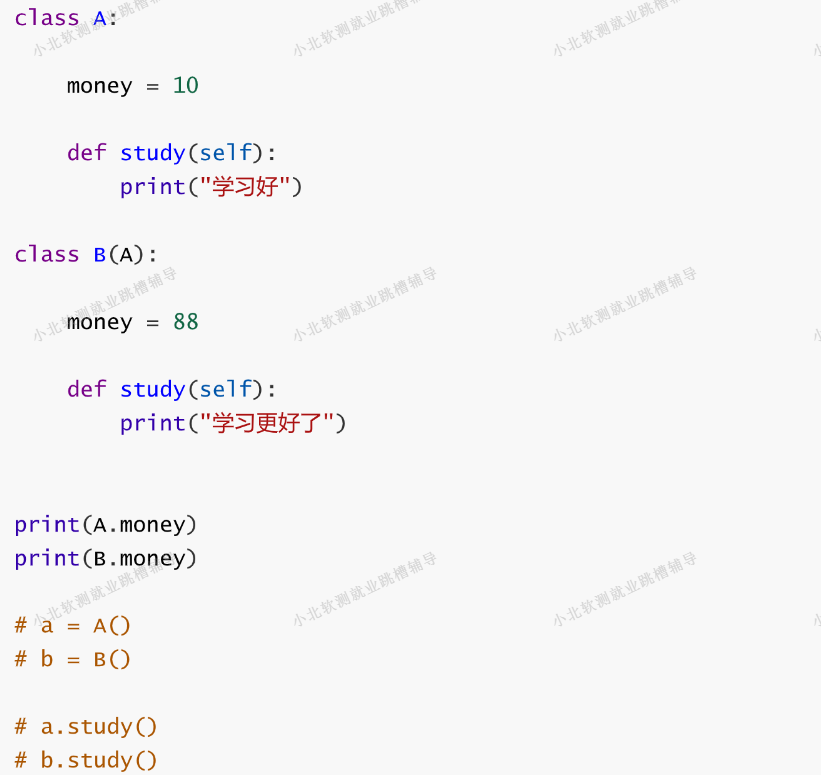 class A:
    money = 10
    def study(self):
        print("学习好")
class B(A):
    money = 88
    def study(self):
        print("学习更好了")
print(A.money)
print(B.money)
# a = A()
# b = B()
# a.study()
# b.study()
小北软测就业跳槽辅导
小北软测就业跳槽辅导
小北软测就业跳槽辅导
小北软测就业跳槽辅导
小北软测就业跳槽辅导
小北软测就业跳槽辅导
小北软测就业跳槽辅导
小北软测就业跳槽辅导
小北软测就业跳槽辅导